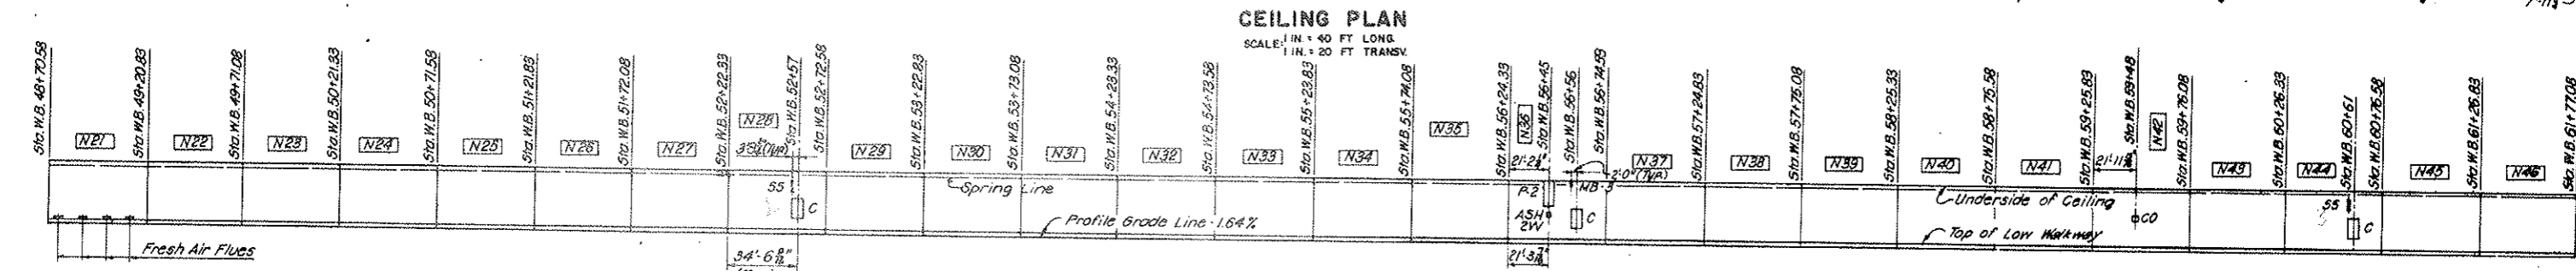 CEILING PLAN
SCALE: 1 IN. = 40 FT LONG.
1 IN. = 20 FT TRANSV.
Sta. W.B. 48+70.58
N21
Sta. W.B. 49+20.83
N22
Sta. W.B. 49+71.08
N23
Sta. W.B. 50+21.33
N24
Sta. W.B. 50+71.58
N25
Sta. W.B. 51+21.83
N26
Sta. W.B. 51+72.08
N27
Sta. W.B. 52+22.33
N28
Sta. W.B. 52+57
Sta. W.B. 52+72.58
N29
Sta. W.B. 53+22.83
N30
Sta. W.B. 53+73.08
N31
Sta. W.B. 54+23.33
N32
Sta. W.B. 54+73.58
N33
Sta. W.B. 55+23.83
N34
Sta. W.B. 55+74.08
N35
Sta. W.B. 56+24.33
N36
Sta. W.B. 56+45
Sta. W.B. 56+56
Sta. W.B. 56+74.59
N37
Sta. W.B. 57+24.83
N38
Sta. W.B. 57+75.08
N39
Sta. W.B. 58+25.33
N40
Sta. W.B. 58+75.58
N41
Sta. W.B. 59+25.83
Sta. W.B. 59+48
N42
Sta. W.B. 59+76.08
N43
Sta. W.B. 60+26.33
N44
Sta. W.B. 60+61
Sta. W.B. 60+76.58
N45
Sta. W.B. 61+26.83
N46
Sta. W.B. 61+77.08
(TYP.)
2'-0" (TYP.)
SS
C
Spring Line
P-2
ASH
2W
C
Underside of Ceiling
CO
SS
C
Profile Grade Line -1.64%
Top of Low Walkway
Fresh Air Flues